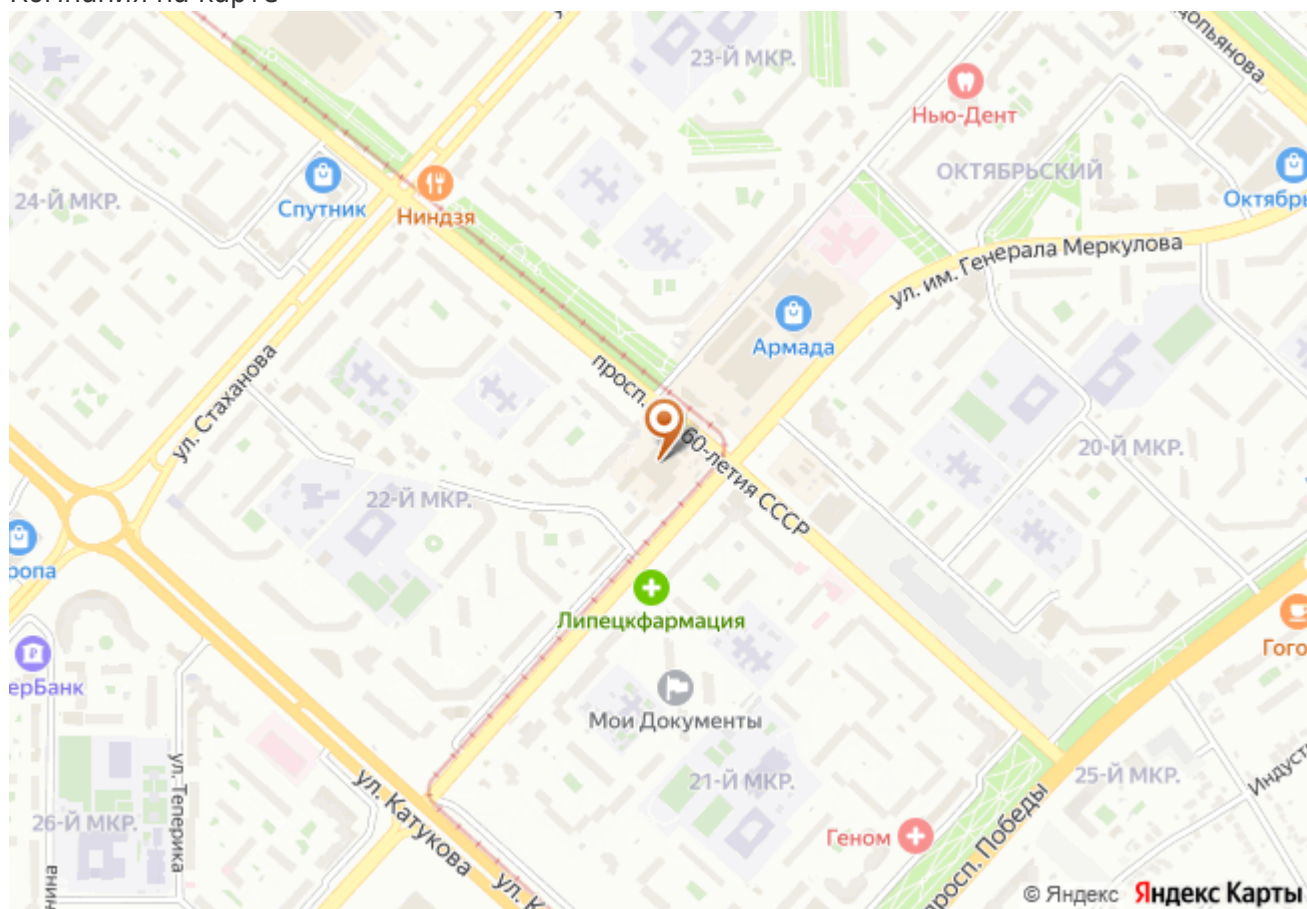 23-Й МКР.
Нью-Дент
ОКТЯБРЬСКИЙ
24-Й МКР.
Спутник
Ниндзя
ул. им. Генерала Меркулова
Армада
просп. 60-летия СССР
ул. Стаханова
20-Й МКР.
22-Й МКР.
Липецкфармация
Мои Документы
21-Й МКР.
25-Й МКР.
ул. Теперика
26-Й МКР.
ул. Катукова
Геном
просп. Победы
© Яндекс Яндекс Карты